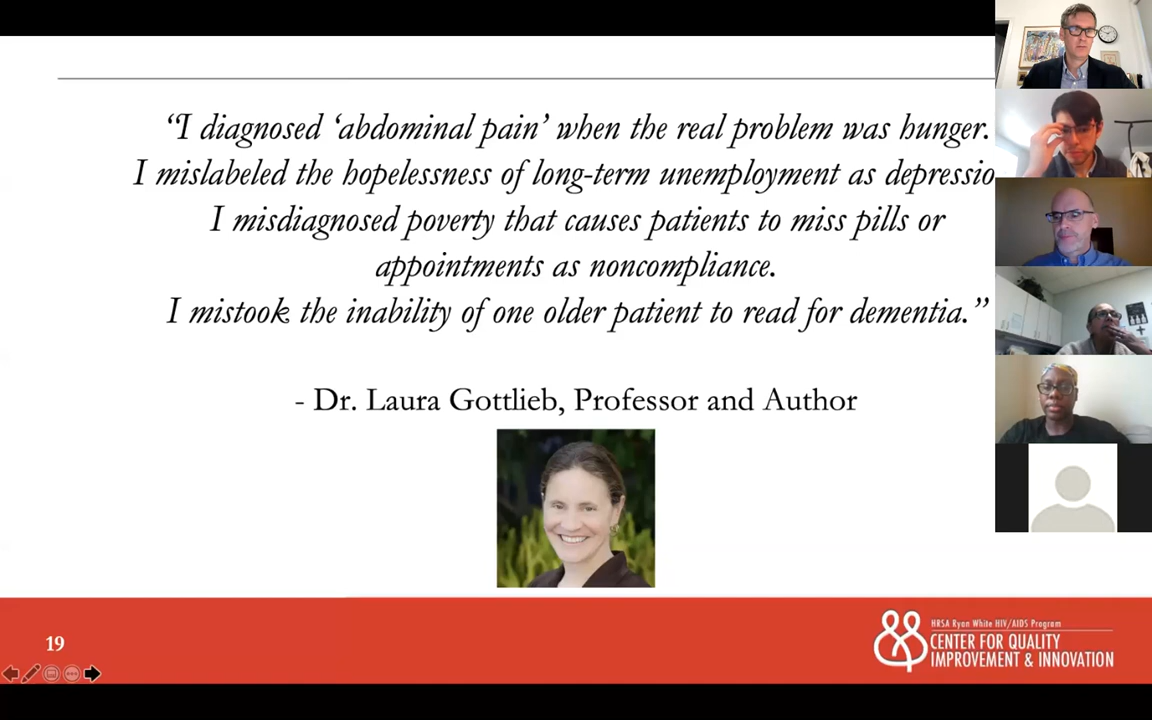 “I diagnosed ‘abdominal pain’ when the real problem was hunger.
I mislabeled the hopelessness of long-term unemployment as depressio
I misdiagnosed poverty that causes patients to miss pills or
appointments as noncompliance.
I mistook the inability of one older patient to read for dementia.”
- Dr. Laura Gottlieb, Professor and Author
19
HRSA Ryan White HIV/AIDS Program
CENTER FOR QUALITY
IMPROVEMENT & INNOVATION